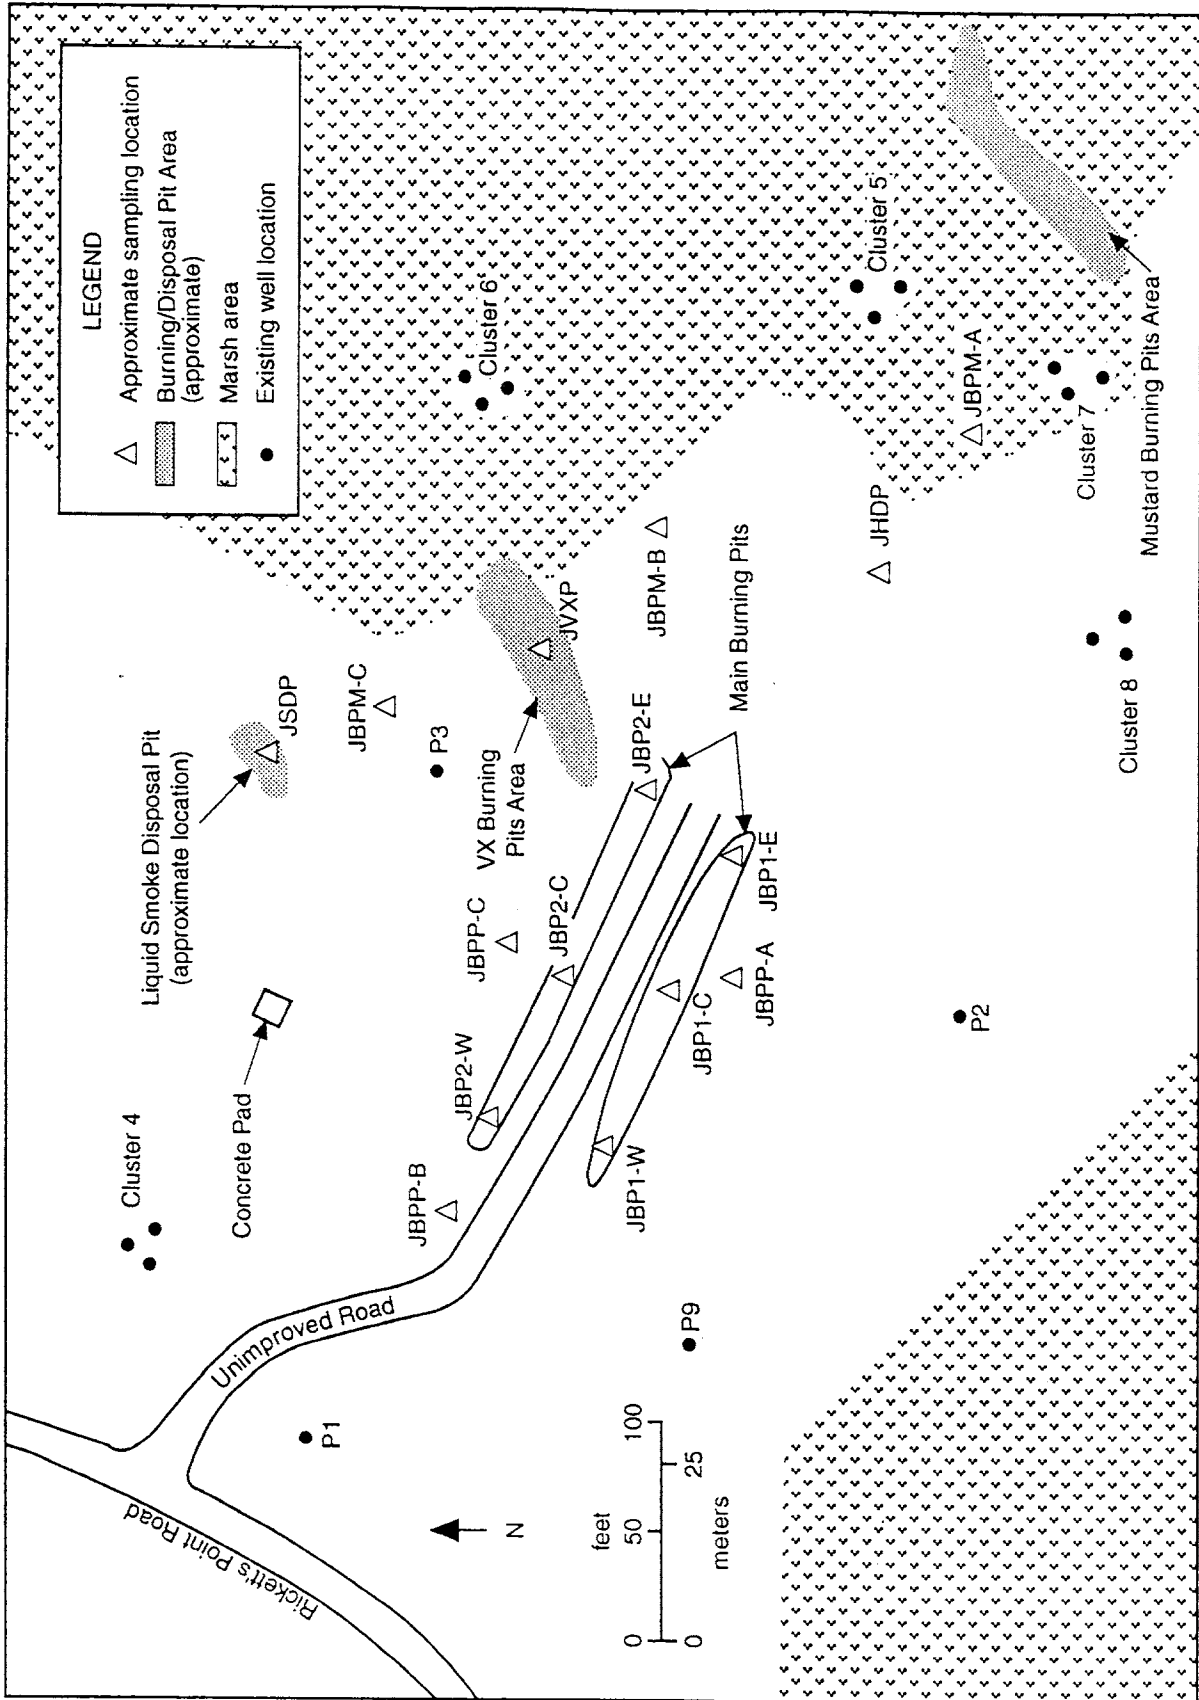 LEGEND
Approximate sampling location
Burning/Disposal Pit Area
(approximate)
Marsh area
Existing well location
Rickett's Point Road
Unimproved Road
Cluster 4
Concrete Pad
Liquid Smoke Disposal Pit
(approximate location)
JSDP
P1
JBPM-C
P3
JBPP-B
JBP2-W
JBPP-C
VX Burning
Pits Area
JVXP
Cluster 6
JBP2-C
JBP2-E
JBPM-B
N
P9
JBP1-W
JBP1-C
JBPP-A
JBP1-E
Main Burning Pits
feet
0 50 100
0 25
meters
JHDP
Cluster 5
JBPM-A
P2
Cluster 7
Cluster 8
Mustard Burning Pits Area